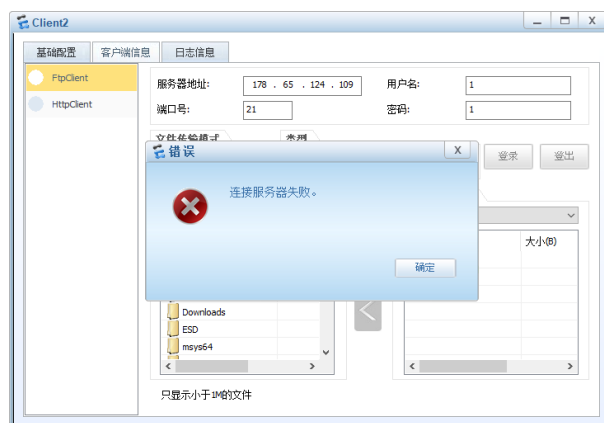 Client2
基础配置 客户端信息 日志信息
FtpClient
HttpClient
服务器地址: 178 . 65 . 124 . 109 用户名: 1
端口号: 21 密码: 1
文件传输模式 类型
错误
登录 登出
连接服务器失败。
大小(B)
确定
Downloads
ESD
msys64
只显示小于1M的文件